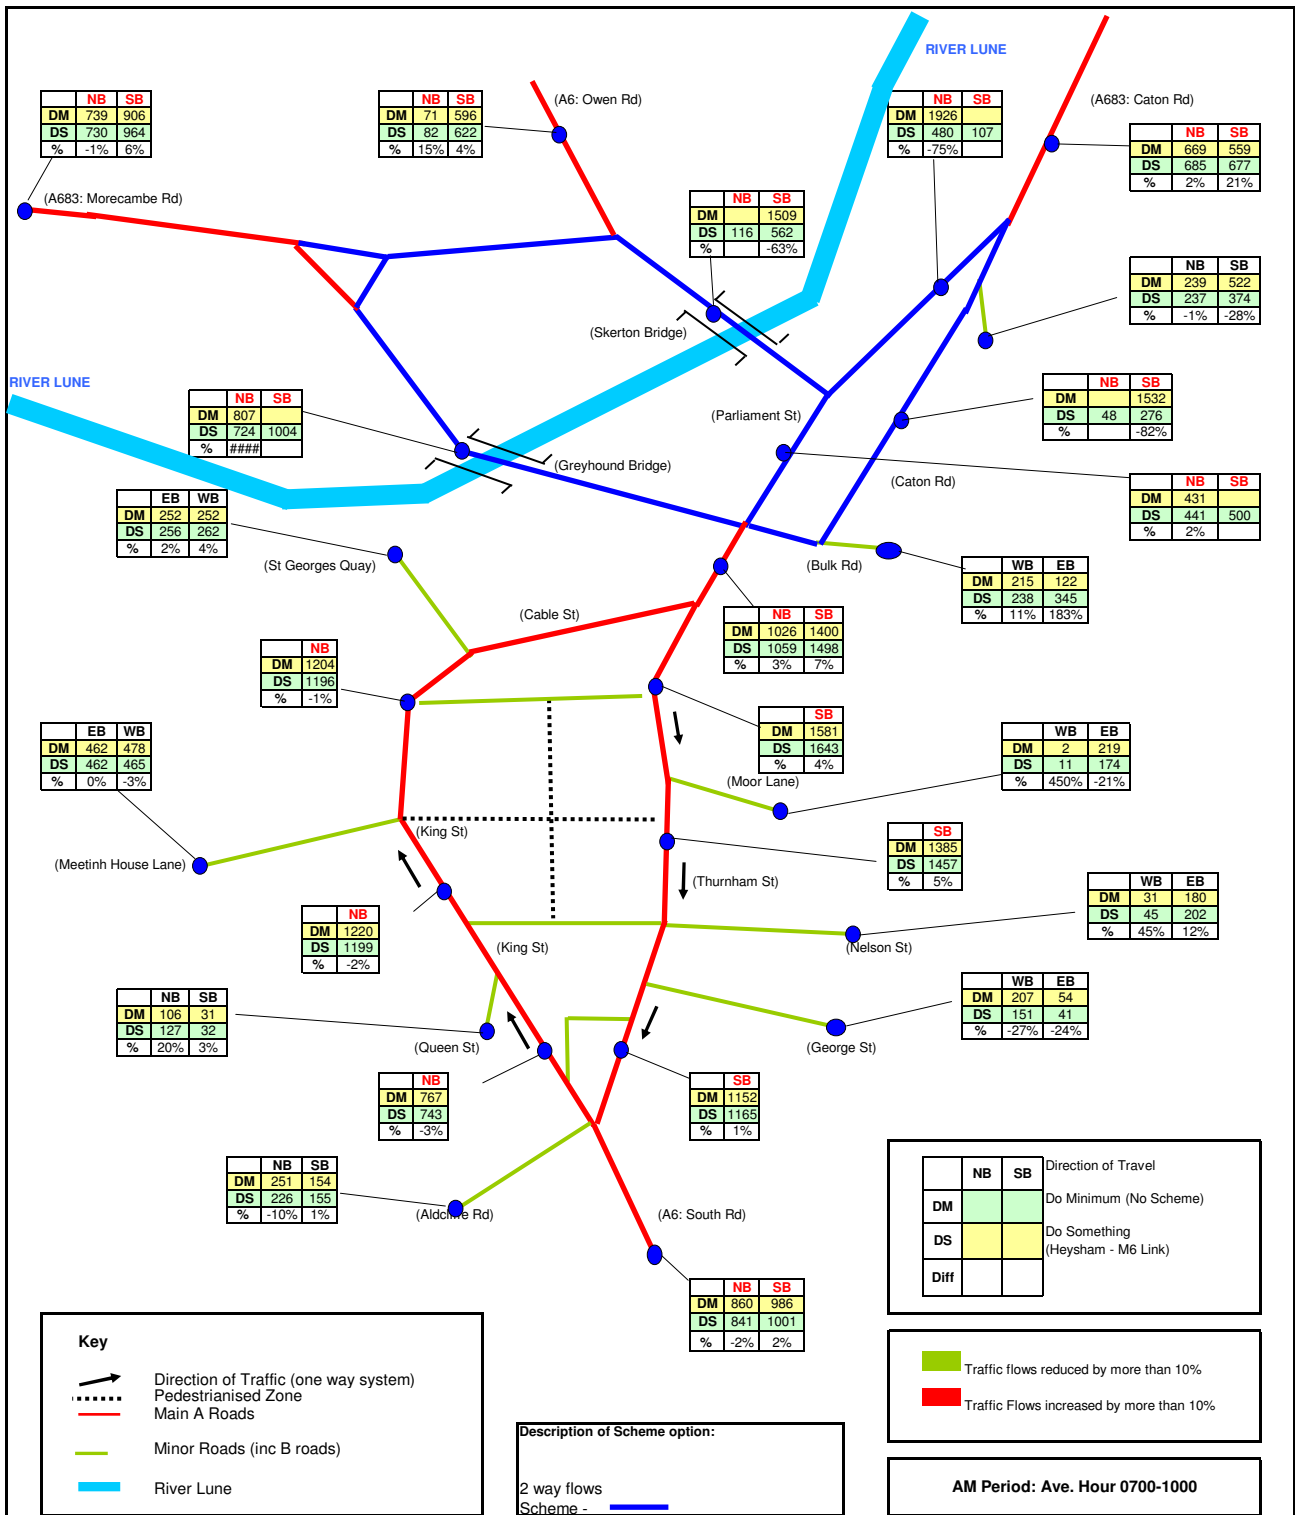 RIVER LUNE
(A6: Owen Rd)
(A683: Caton Rd)
NB SB
DM 739 906
DS 730 964
% -1% 6%
NB SB
DM 71 596
DS 82 622
% 15% 4%
NB SB
DM 1926
DS 480 107
% -75%
NB SB
DM 669 559
DS 685 677
% 2% 21%
(A683: Morecambe Rd)
NB SB
DM 1509
DS 116 562
% -63%
NB SB
DM 239 522
DS 237 374
% -1% -28%
(Skerton Bridge)
RIVER LUNE
NB SB
DM 807
DS 724 1004
% ####
(Parliament St)
NB SB
DM 1532
DS 48 276
% -82%
(Greyhound Bridge)
(Caton Rd)
NB SB
DM 431
DS 441 500
% 2%
EB WB
DM 252 252
DS 256 262
% 2% 4%
(St Georges Quay)
(Bulk Rd)
WB EB
DM 215 122
DS 238 345
% 11% 183%
(Cable St)
NB SB
DM 1026 1400
DS 1059 1498
% 3% 7%
NB
DM 1204
DS 1196
% -1%
SB
DM 1581
DS 1643
% 4%
EB WB
DM 462 478
DS 462 465
% 0% -3%
WB EB
DM 2 219
DS 11 174
% 450% -21%
(Moor Lane)
(King St)
(Meetinh House Lane)
SB
DM 1385
DS 1457
% 5%
(Thurnham St)
WB EB
DM 31 180
DS 45 202
% 45% 12%
NB
DM 1220
DS 1199
% -2%
(King St)
(Nelson St)
NB SB
DM 106 31
DS 127 32
% 20% 3%
WB EB
DM 207 54
DS 151 41
% -27% -24%
(Queen St)
(George St)
NB
DM 767
DS 743
% -3%
SB
DM 1152
DS 1165
% 1%
NB SB
DM 251 154
DS 226 155
% -10% 1%
(Aldcliffe Rd)
(A6: South Rd)
NB SB
DM 860 986
DS 841 1001
% -2% 2%
NB SB Direction of Travel
DM Do Minimum (No Scheme)
DS Do Something
(Heysham - M6 Link)
Diff
Key
Direction of Traffic (one way system)
Pedestrianised Zone
Main A Roads
Minor Roads (inc B roads)
River Lune
Description of Scheme option:
2 way flows
Scheme -
Traffic flows reduced by more than 10%
Traffic Flows increased by more than 10%
AM Period: Ave. Hour 0700-1000